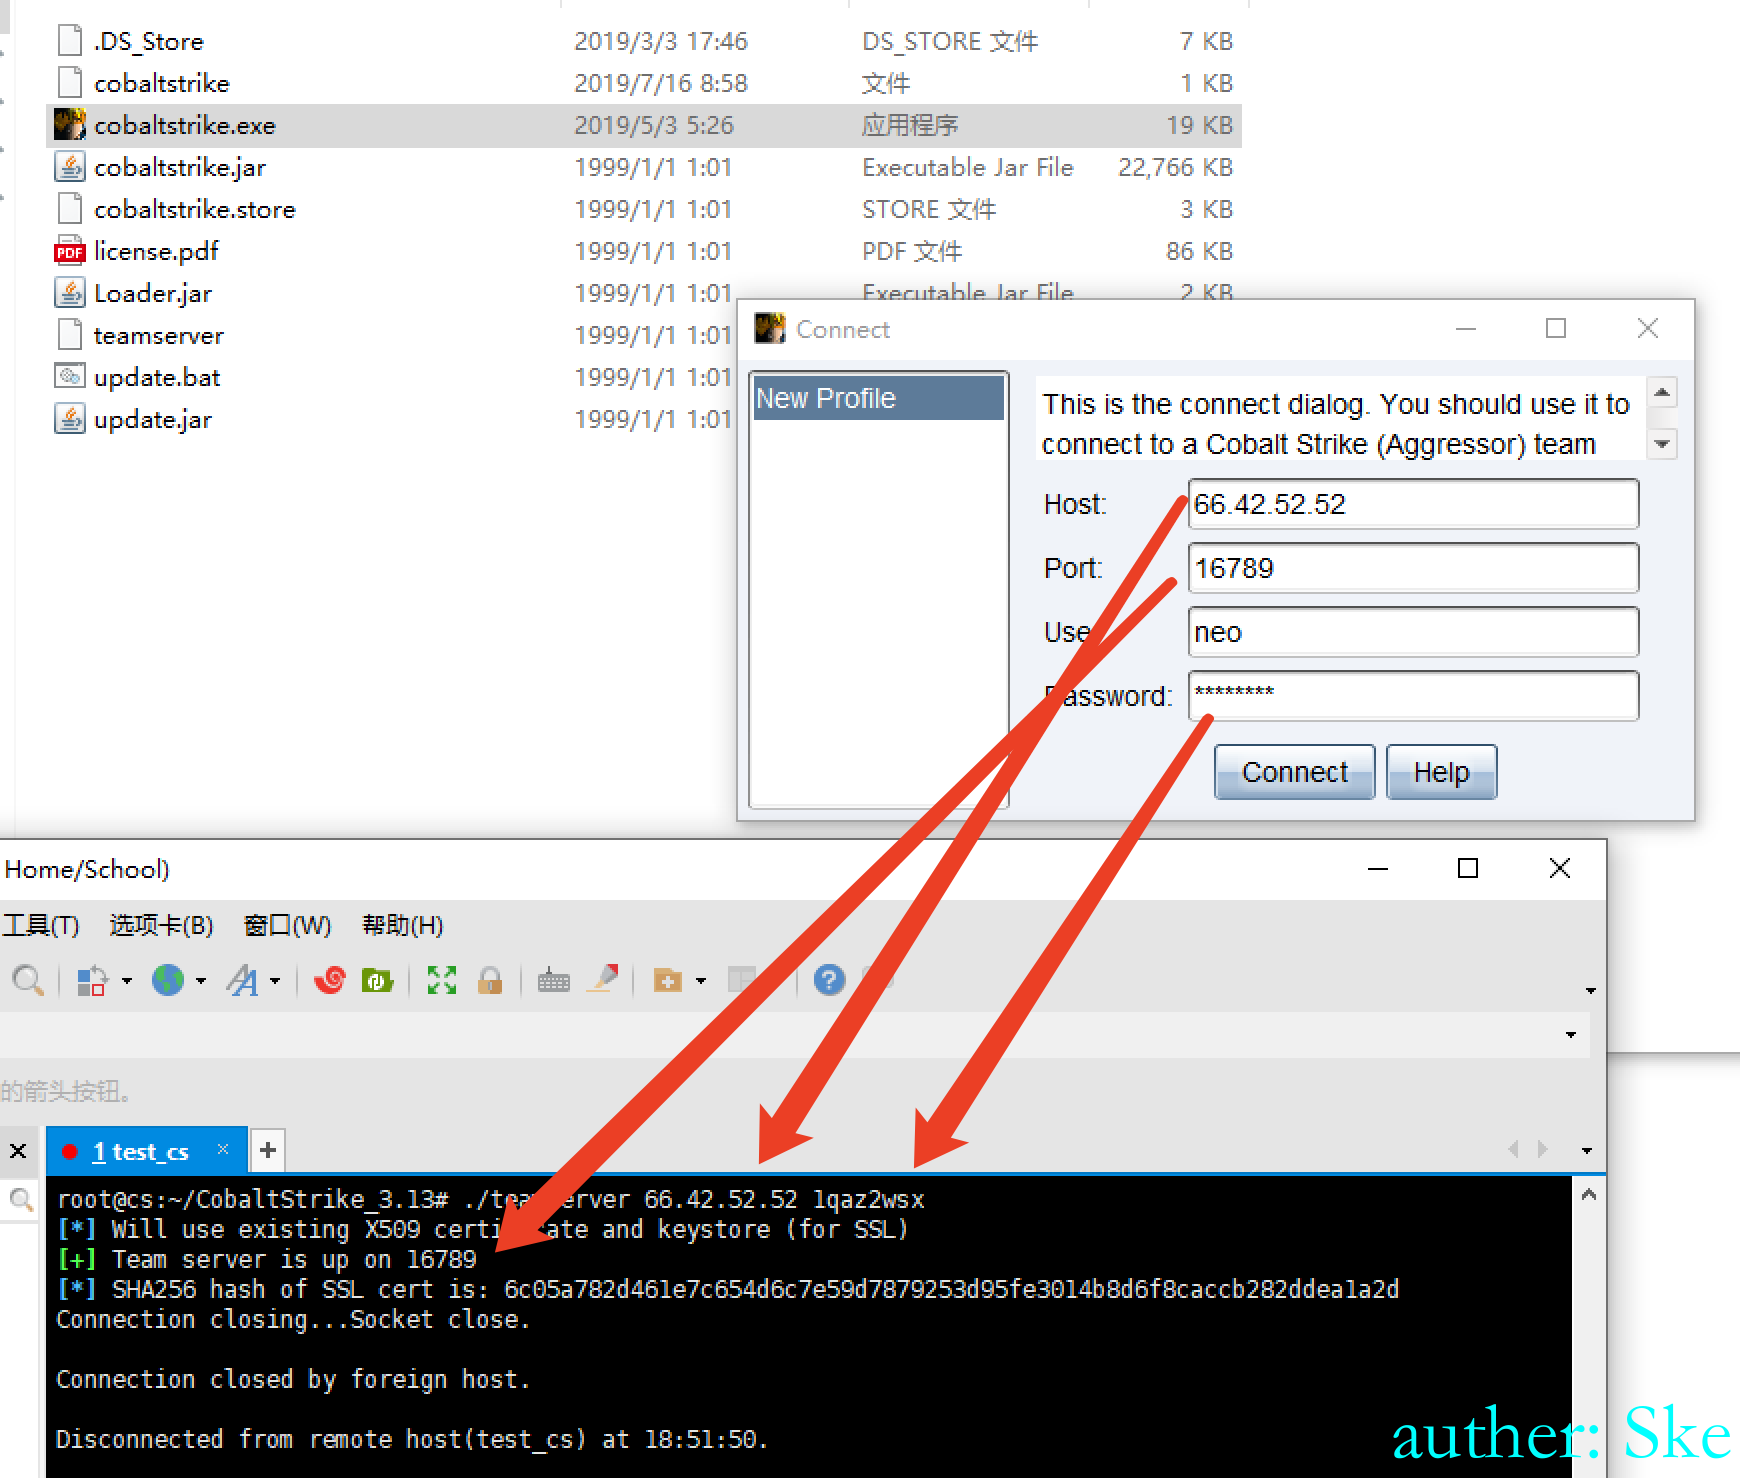 .DS_Store 2019/3/3 17:46 DS_STORE 文件 7 KB
cobaltstrike 2019/7/16 8:58 文件 1 KB
cobaltstrike.exe 2019/5/3 5:26 应用程序 19 KB
cobaltstrike.jar 1999/1/1 1:01 Executable Jar File 22,766 KB
cobaltstrike.store 1999/1/1 1:01 STORE 文件 3 KB
PDF license.pdf 1999/1/1 1:01 PDF 文件 86 KB
Loader.jar 1999/1/1 1:01 Executable Jar File 2 KB
teamserver 1999/1/1 1:01
update.bat 1999/1/1 1:01
update.jar 1999/1/1 1:01
Connect
New Profile
This is the connect dialog. You should use it to
connect to a Cobalt Strike (Aggressor) team
Host: 66.42.52.52
Port: 16789
Use neo
Password: ********
Connect Help
Home/School)
工具(T) 选项卡(B) 窗口(W) 帮助(H)
的箭头按钮。
1 test_cs
root@cs:~/CobaltStrike_3.13# ./teamserver 66.42.52.52 1qaz2wsx
[*] Will use existing X509 certificate and keystore (for SSL)
[+] Team server is up on 16789
[*] SHA256 hash of SSL cert is: 6c05a782d461e7c654d6c7e59d7879253d95fe3014b8d6f8caccb282ddea1a2d
Connection closing...Socket close.
Connection closed by foreign host.
Disconnected from remote host(test_cs) at 18:51:50.
auther: Ske